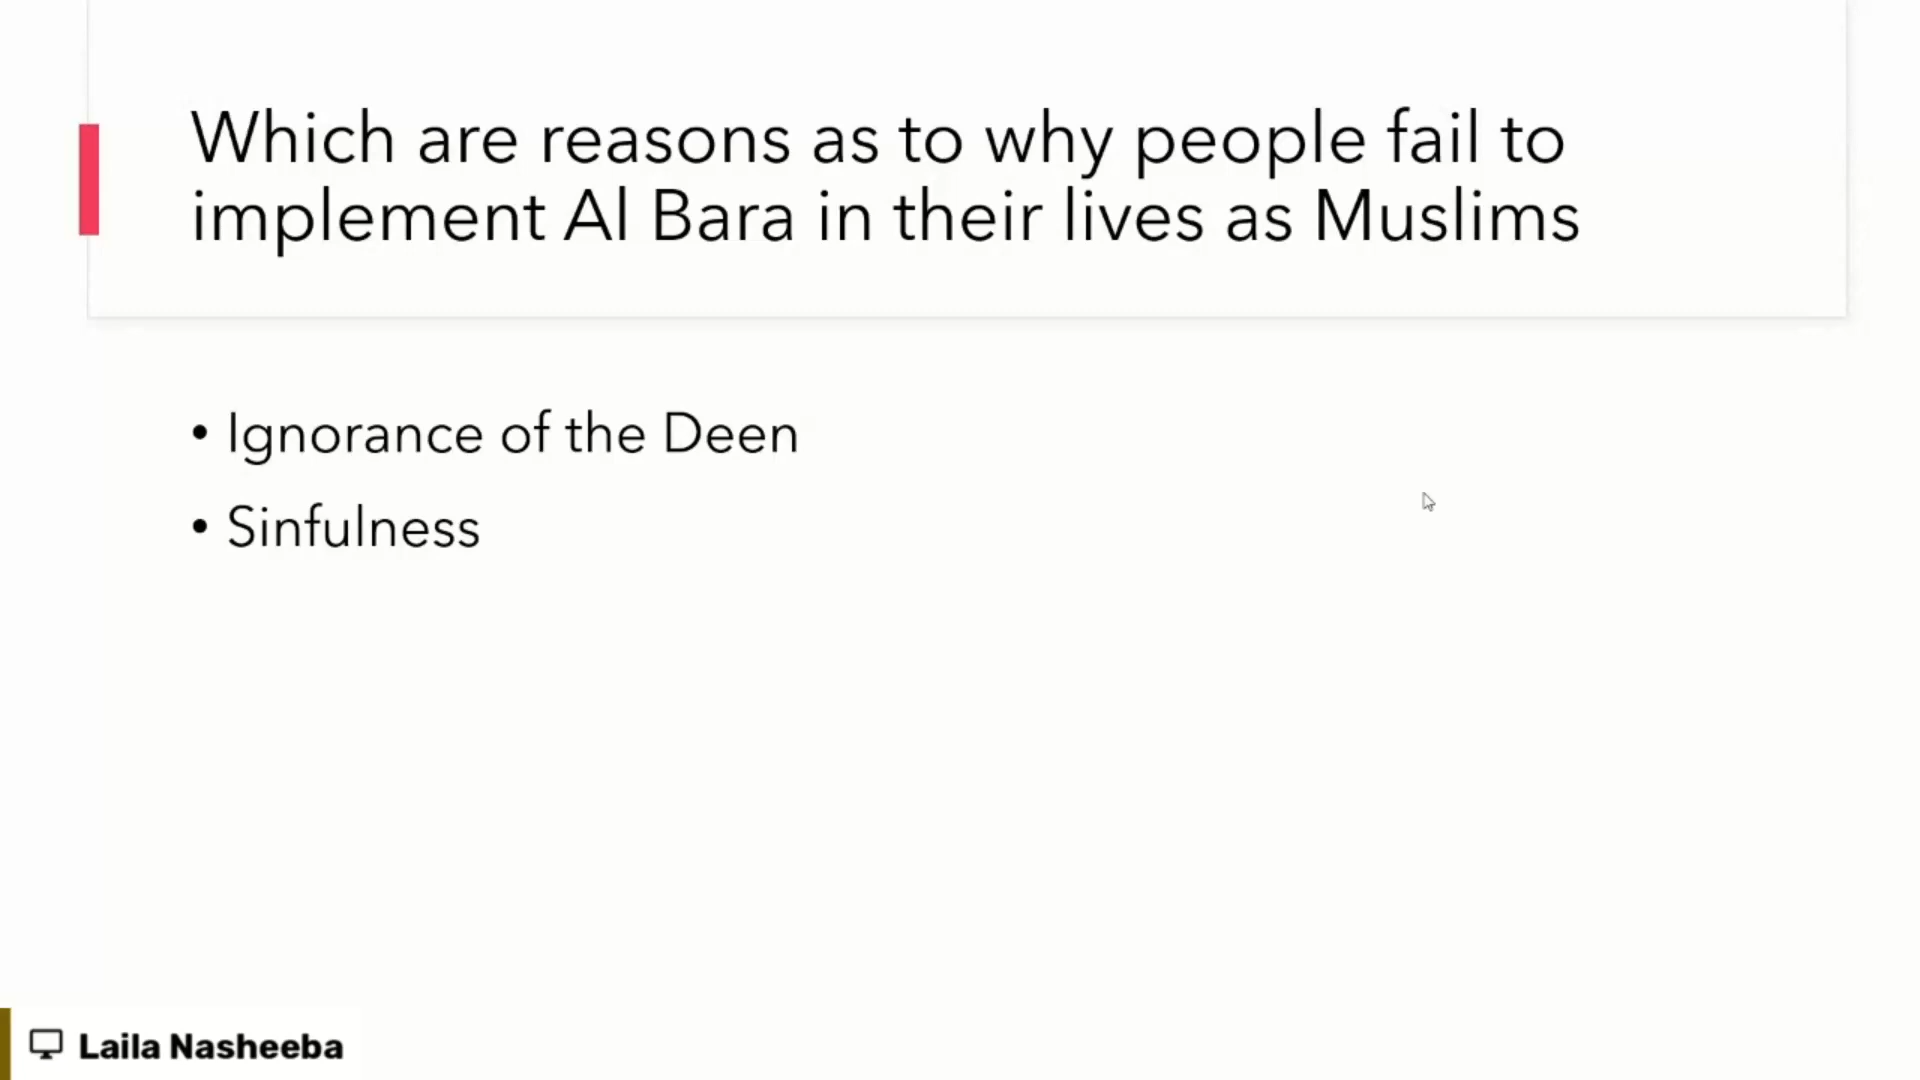 Which are reasons as to why people fail to
implement Al Bara in their lives as Muslims
• Ignorance of the Deen
• Sinfulness
Laila Nasheeba